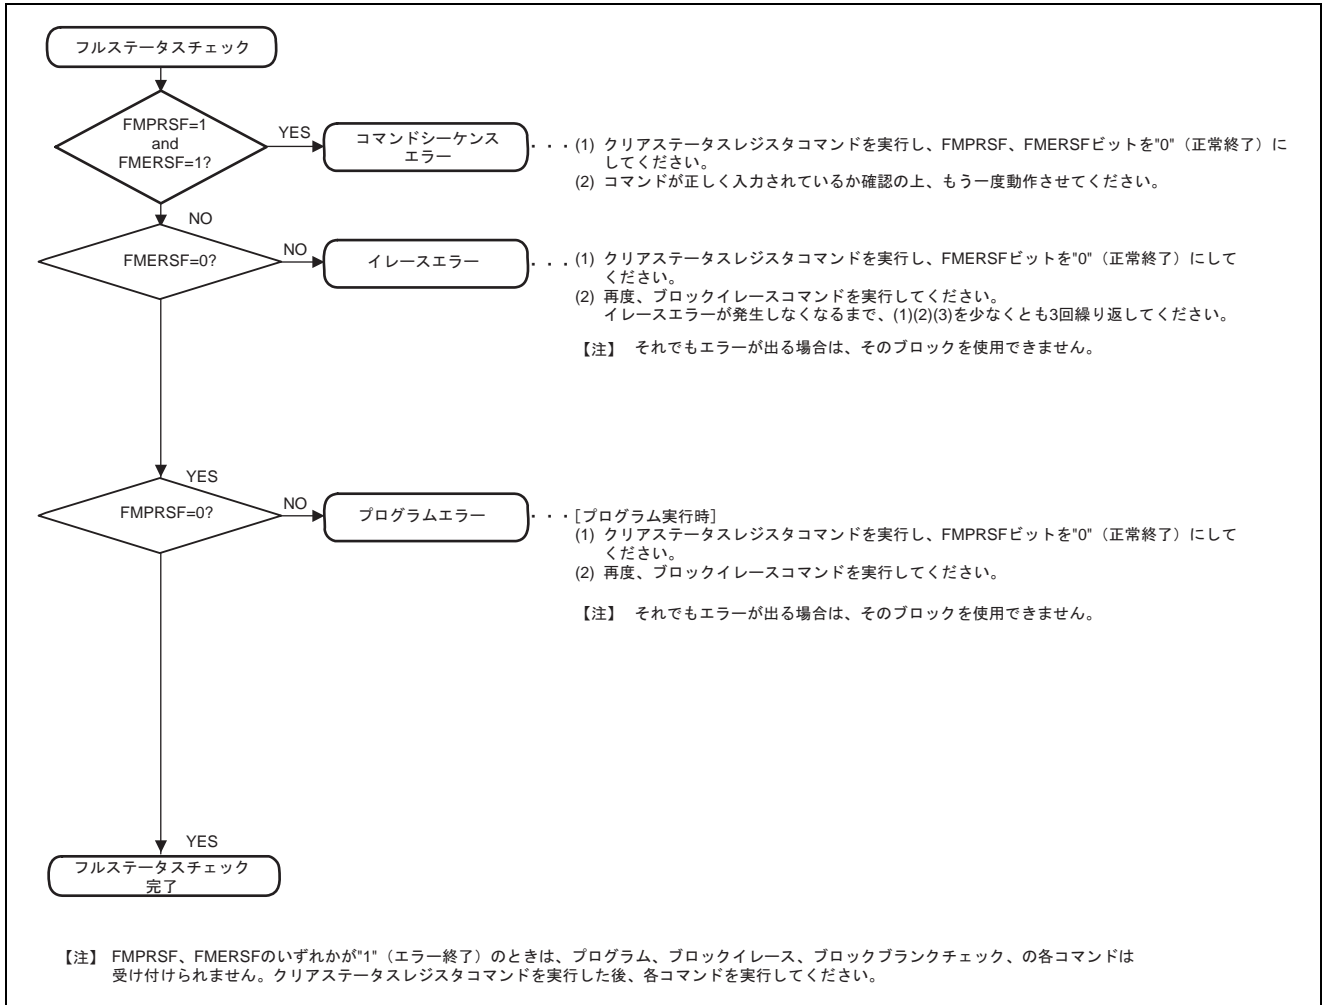 フルステータスチェック
FMPRSF=1
and
FMERSF=1?
YES
コマンドシーケンス
エラー
・・・(1) クリアステータスレジスタコマンドを実行し、FMPRSF、FMERSFビットを"0"（正常終了）に
してください。
(2) コマンドが正しく入力されているか確認の上、もう一度動作させてください。
NO
FMERSF=0?
NO
イレースエラー
・・・(1) クリアステータスレジスタコマンドを実行し、FMERSFビットを"0"（正常終了）にして
ください。
(2) 再度、ブロックイレースコマンドを実行してください。
イレースエラーが発生しなくなるまで、(1)(2)(3)を少なくとも3回繰り返してください。
【注】 それでもエラーが出る場合は、そのブロックを使用できません。
YES
FMPRSF=0?
NO
プログラムエラー
・・・[プログラム実行時]
(1) クリアステータスレジスタコマンドを実行し、FMPRSFビットを"0"（正常終了）にして
ください。
(2) 再度、ブロックイレースコマンドを実行してください。
【注】 それでもエラーが出る場合は、そのブロックを使用できません。
YES
フルステータスチェック
完了
【注】 FMPRSF、FMERSFのいずれかが"1"（エラー終了）のときは、プログラム、ブロックイレース、ブロックブランクチェック、の各コマンドは
受け付けられません。クリアステータスレジスタコマンドを実行した後、各コマンドを実行してください。